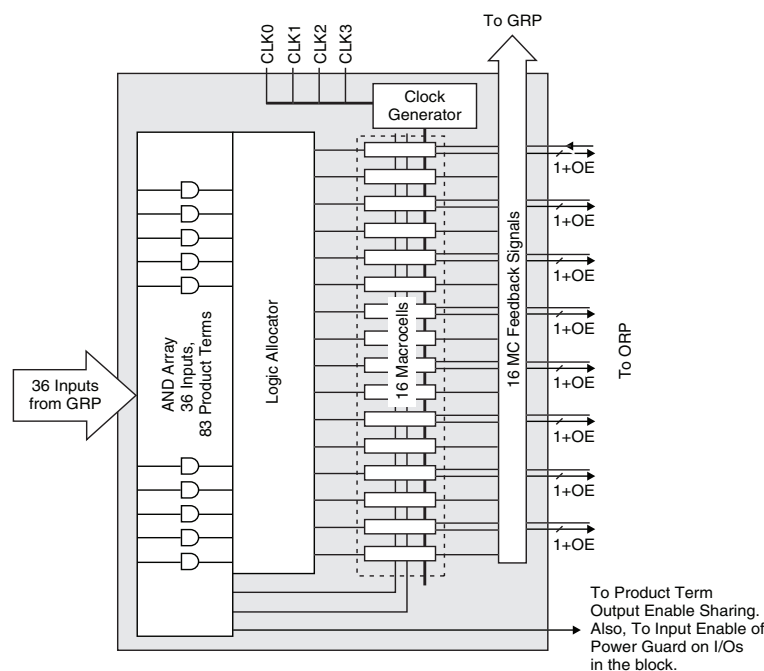 To GRP
CLK0
CLK1
CLK2
CLK3
Clock
Generator
1+OE
1+OE
1+OE
1+OE
1+OE
1+OE
1+OE
1+OE
36 Inputs
from GRP
AND Array
36 Inputs,
83 Product Terms
Logic Allocator
16 Macrocells
16 MC Feedback Signals
To ORP
To Product Term
Output Enable Sharing.
Also, To Input Enable of
Power Guard on I/Os
in the block.